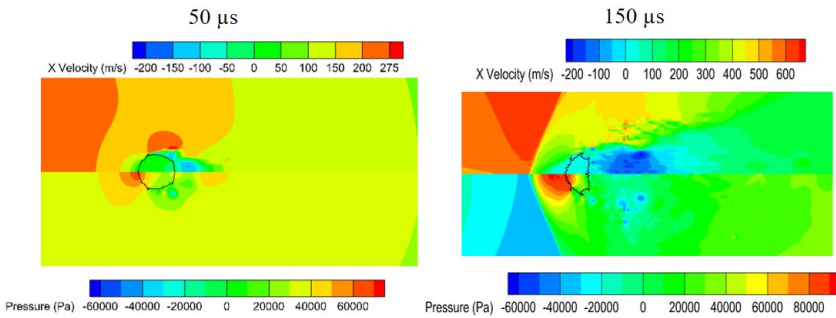 50 µs
150 µs
X Velocity (m/s) -200 -150 -100 -50 0 50 100 150 200 275
X Velocity (m/s) -200 -100 0 100 200 300 400 500 600
Pressure (Pa) -60000 -40000 -20000 0 20000 40000 60000
Pressure (Pa) -60000 -40000 -20000 0 20000 40000 60000 80000